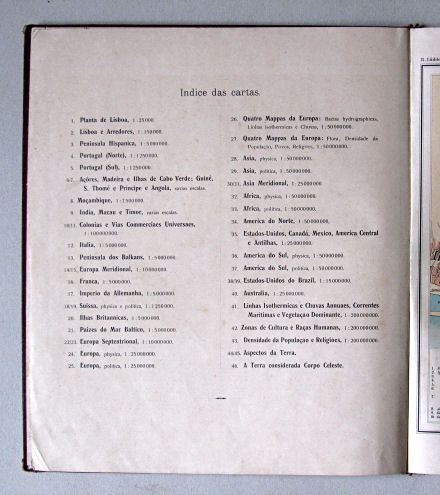 Indice das cartas.
1. Planta de Lisboa, 1:25000.
2. Lisboa e Arredores, 1:150000.
3. Peninsula Hispanica, 1:5000000.
4. Portugal (Norte), 1:1250000.
5. Portugal (Sul), 1:1250000.
6/7. Açôres, Madeira e Ilhas de Cabo Verde; Guiné,
S. Thomé e Principe e Angola, varias escalas.
8. Moçambique, 1:7500000.
9. India, Macau e Timor, varias escalas.
10/11. Colonias e Vias Commerciaes Universaes,
1:100000000.
12. Italia, 1:5000000.
13. Peninsula dos Balkans, 1:5000000.
14/15. Europa Meridional, 1:10000000.
16. Franca, 1:5000000.
17. Imperio da Allemanha, 1:5000000.
18/19. Suissa, physica e politica, 1:1250000.
20. Ilhas Britannicas, 1:5000000.
21. Paizes do Mar Baltico, 1:5000000.
22/23. Europa Septentrional, 1:10000000.
24. Europa, physica, 1:25000000.
25. Europa, politica, 1:25000000.
26. Quatro Mappas da Europa: Bacias hydrographicas,
Linhas isothermicas e Chuvas, 1:50000000.
27. Quatro Mappas da Europa: Flora, Densidade da
População, Povos, Religiões, 1:50000000.
28. Asia, physica, 1:50000000.
29. Asia, politica, 1:50000000.
30/31. Asia Meridional, 1:25000000.
32. Africa, physica, 1:50000000.
33. Africa, politica, 1:50000000.
34. America do Norte, 1:50000000.
35. Estados-Unidos, Canadá, Mexico, America Central
e Antilhas, 1:25000000.
36. America do Sul, physica, 1:50000000.
37. America do Sul, politica, 1:50000000.
38/39. Estados-Unidos do Brazil, 1:15000000.
40. Australia, 1:25000000.
41. Linhas Isothermicas e Chuvas Annuaes, Correntes
Maritimas e Vegetação Dominante, 1:300000000.
42. Zonas de Cultura e Raças Humanas, 1:200000000.
43. Densidade da População e Religiões, 1:200000000.
44/45. Aspectos da Terra.
46. A Terra considerada Corpo Celeste.